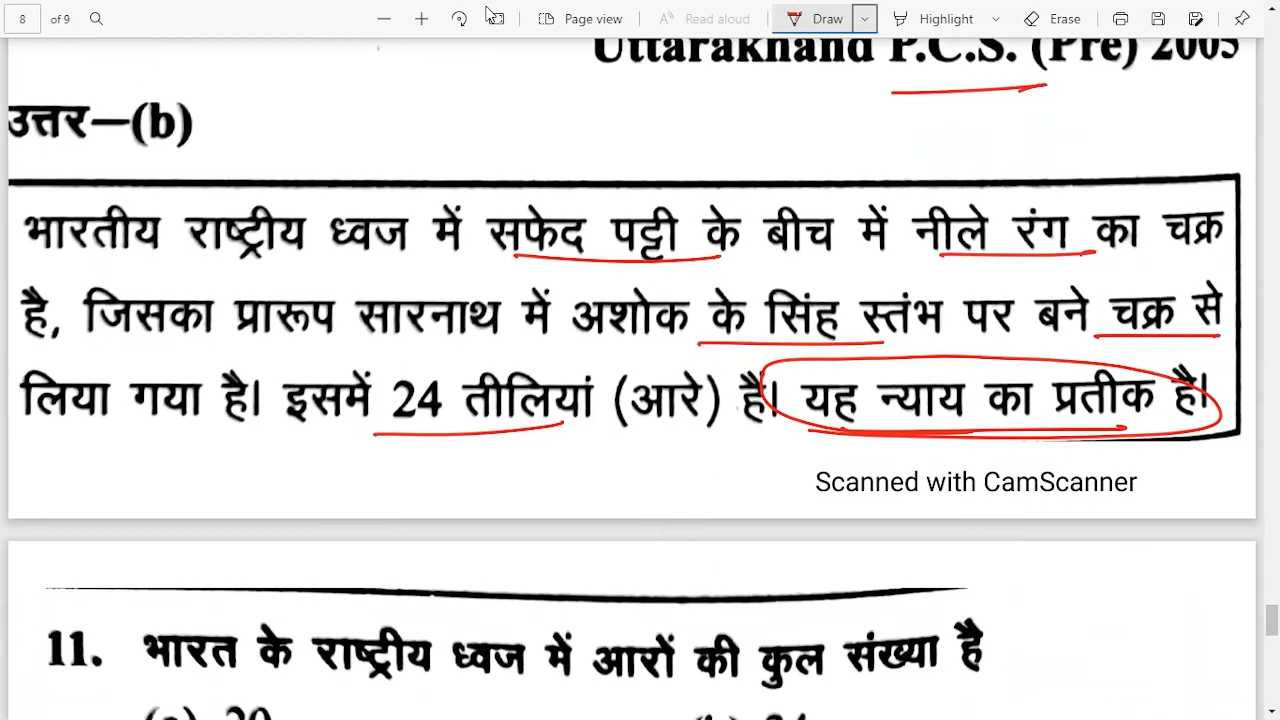 8 of 9 Page view Read aloud Draw Highlight Erase
Uttarakhand P.C.S. (Pre) 2005
उत्तर—(b)
भारतीय राष्ट्रीय ध्वज में सफेद पट्टी के बीच में नीले रंग का चक्र
है, जिसका प्रारूप सारनाथ में अशोक के सिंह स्तंभ पर बने चक्र से
लिया गया है। इसमें 24 तीलियां (आरे) है। यह न्याय का प्रतीक है।
Scanned with CamScanner
11. भारत के राष्ट्रीय ध्वज में आरों की कुल संख्या है